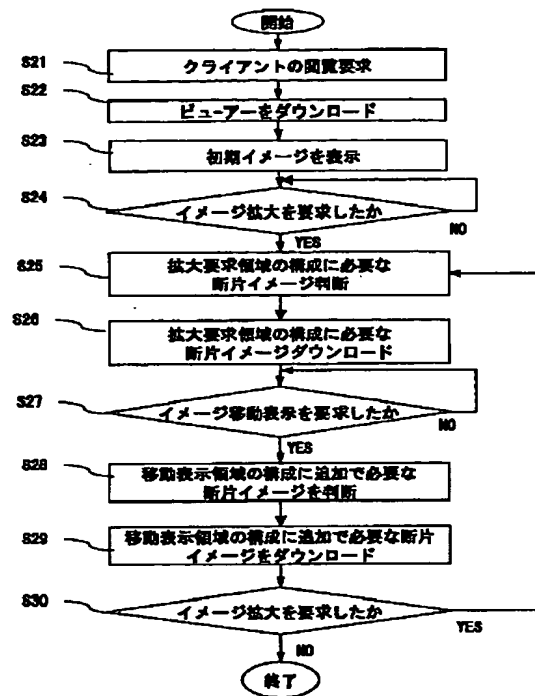 開始
S21
クライアントの閲覧要求
S22
ビューアーをダウンロード
S23
初期イメージを表示
S24
イメージ拡大を要求したか
NO
YES
S25
拡大要求領域の構成に必要な
断片イメージ判断
S26
拡大要求領域の構成に必要な
断片イメージダウンロード
S27
イメージ移動表示を要求したか
NO
YES
S28
移動表示領域の構成に追加で必要な
断片イメージを判断
S29
移動表示領域の構成に追加で必要な断片
イメージをダウンロード
S30
イメージ拡大を要求したか
YES
NO
終了